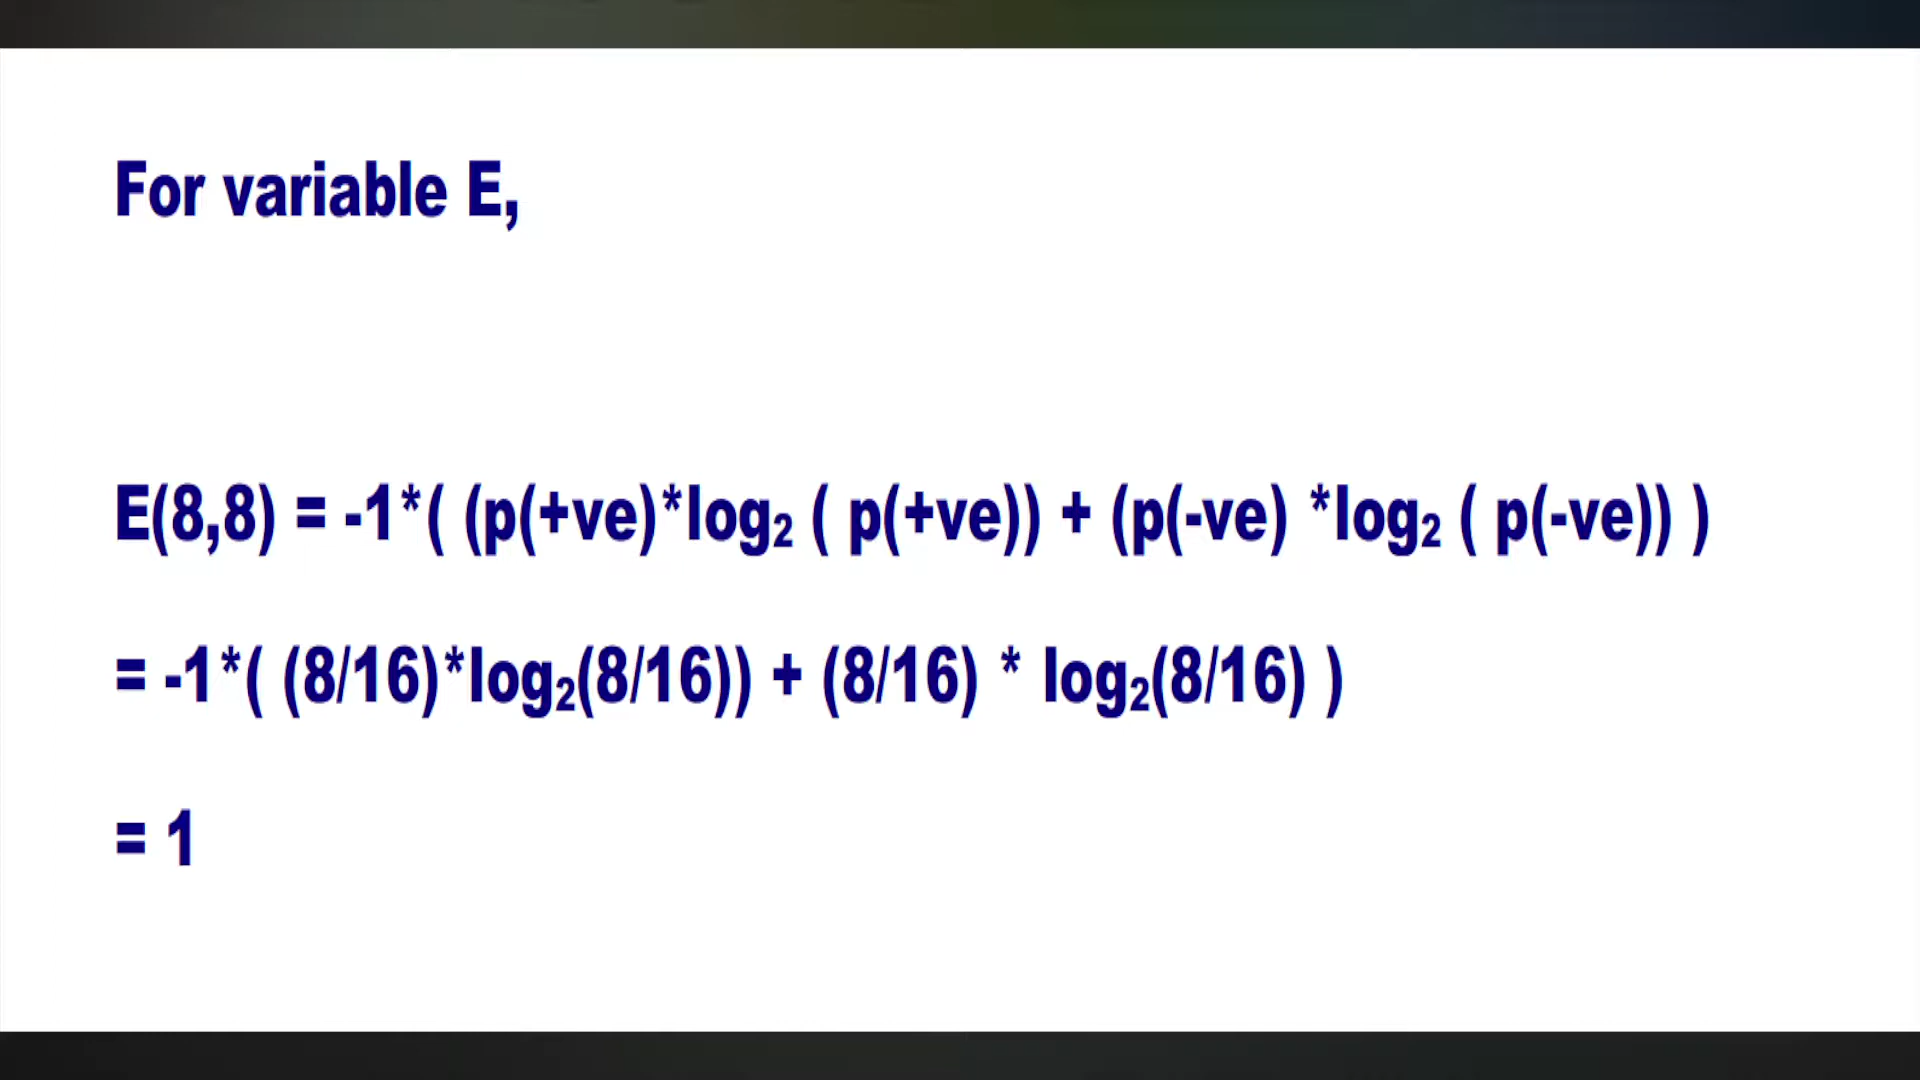 For variable E,
E(8,8) = -1*( (p(+ve)*log₂ ( p(+ve)) + (p(-ve) *log₂ ( p(-ve)) )
= -1*( (8/16)*log₂(8/16)) + (8/16) * log₂(8/16) )
= 1